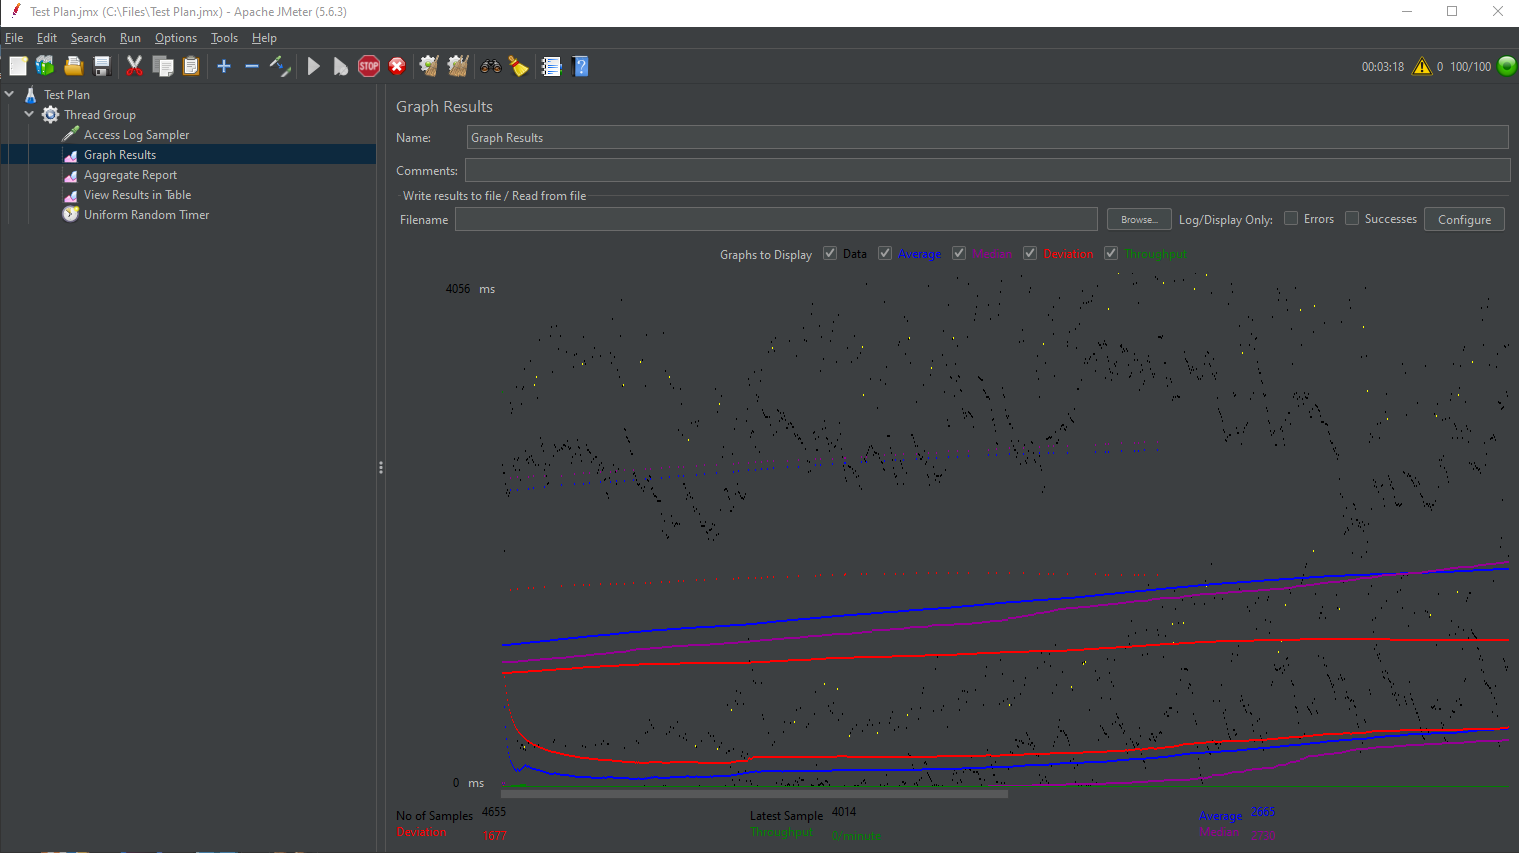 Test Plan.jmx (C:\Files\Test Plan.jmx) - Apache JMeter (5.6.3)
File Edit Search Run Options Tools Help
STOP
00:03:18 0 100/100
Test Plan
Thread Group
Access Log Sampler
Graph Results
Aggregate Report
View Results in Table
Uniform Random Timer
Graph Results
Name: Graph Results
Comments:
Write results to file / Read from file
Filename Browse... Log/Display Only: Errors Successes Configure
Graphs to Display Data Average Median Deviation Throughput
4056 ms
0 ms
No of Samples 4655 Latest Sample 4014 Average 2665
Deviation 1677 Throughput 0/minute Median